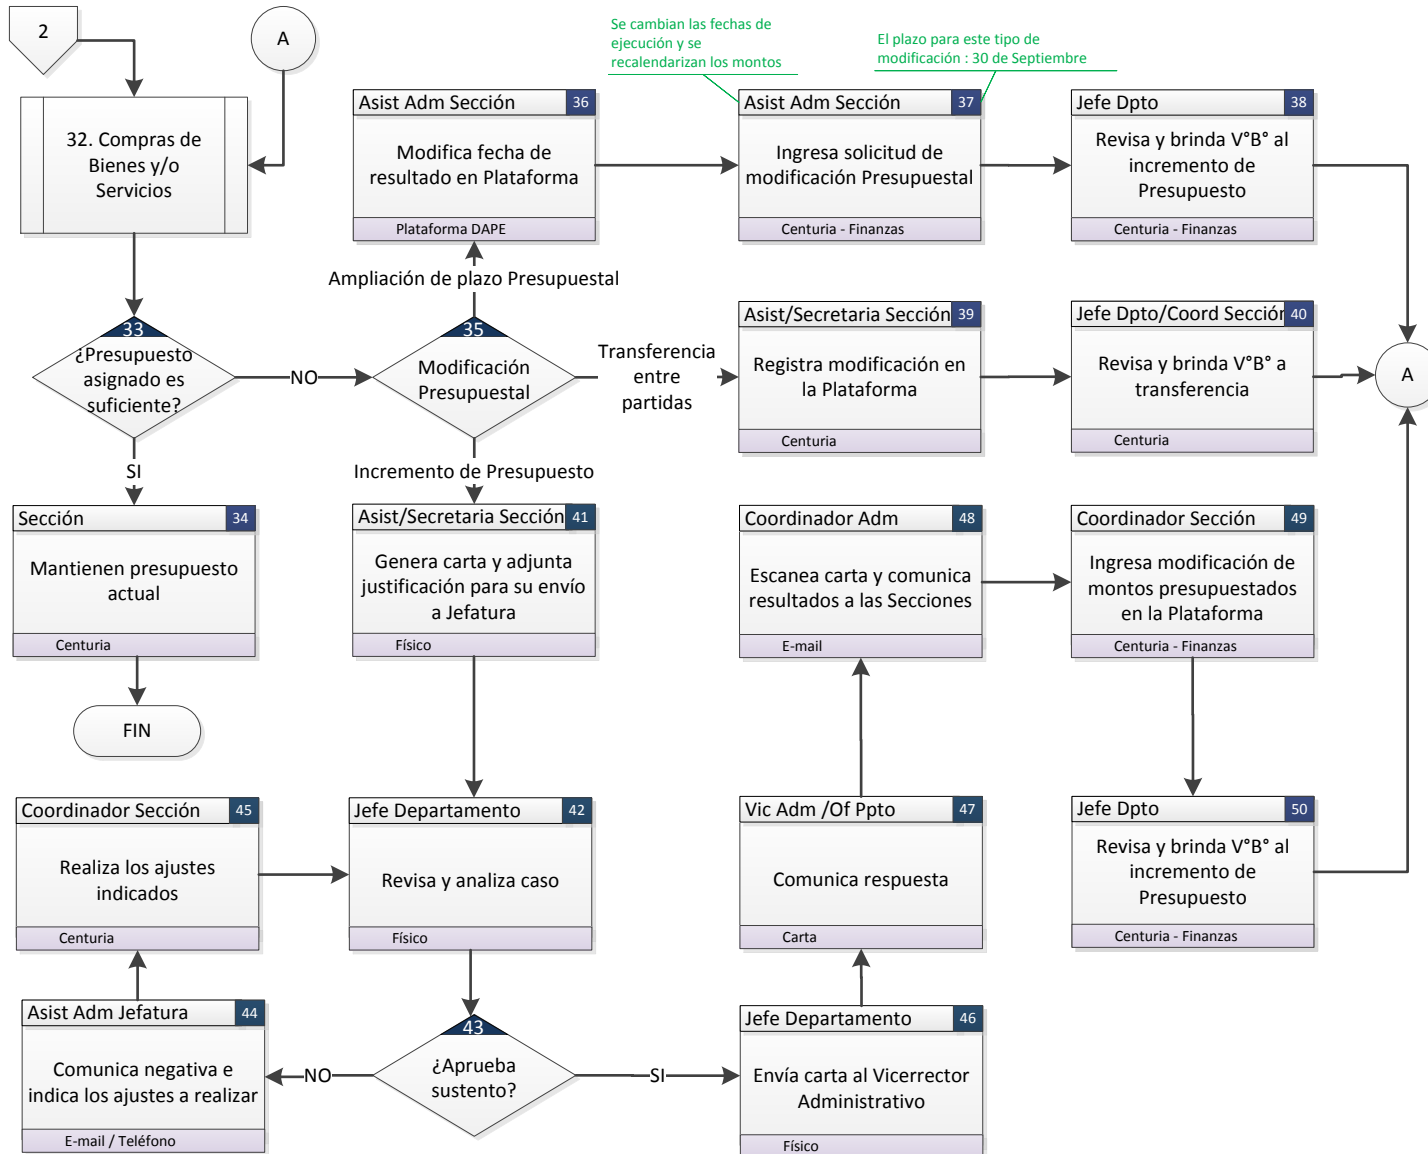 2
A
Se cambian las fechas de
ejecución y se
recalendarizan los montos
El plazo para este tipo de
modificación : 30 de Septiembre
32. Compras de
Bienes y/o
Servicios
Asist Adm Sección
36
Modifica fecha de
resultado en Plataforma
Plataforma DAPE
Asist Adm Sección
37
Ingresa solicitud de
modificación Presupuestal
Centuria - Finanzas
Jefe Dpto
38
Revisa y brinda V°B° al
incremento de
Presupuesto
Centuria - Finanzas
Ampliación de plazo Presupuestal
33
¿Presupuesto
asignado es
suficiente?
NO
35
Modificación
Presupuestal
Transferencia
entre
partidas
Asist/Secretaria Sección
39
Registra modificación en
la Plataforma
Centuria
Jefe Dpto/Coord Sección
40
Revisa y brinda V°B° a
transferencia
Centuria
A
SI
Incremento de Presupuesto
Sección
34
Mantienen presupuesto
actual
Centuria
FIN
Asist/Secretaria Sección
41
Genera carta y adjunta
justificación para su envío
a Jefatura
Físico
Coordinador Adm
48
Escanea carta y comunica
resultados a las Secciones
E-mail
Coordinador Sección
49
Ingresa modificación de
montos presupuestados
en la Plataforma
Centuria - Finanzas
Coordinador Sección
45
Realiza los ajustes
indicados
Centuria
Jefe Departamento
42
Revisa y analiza caso
Físico
Vic Adm /Of Ppto
47
Comunica respuesta
Carta
Jefe Dpto
50
Revisa y brinda V°B° al
incremento de
Presupuesto
Centuria - Finanzas
Asist Adm Jefatura
44
Comunica negativa e
indica los ajustes a realizar
E-mail / Teléfono
NO
43
¿Aprueba
sustento?
SI
Jefe Departamento
46
Envía carta al Vicerrector
Administrativo
Físico